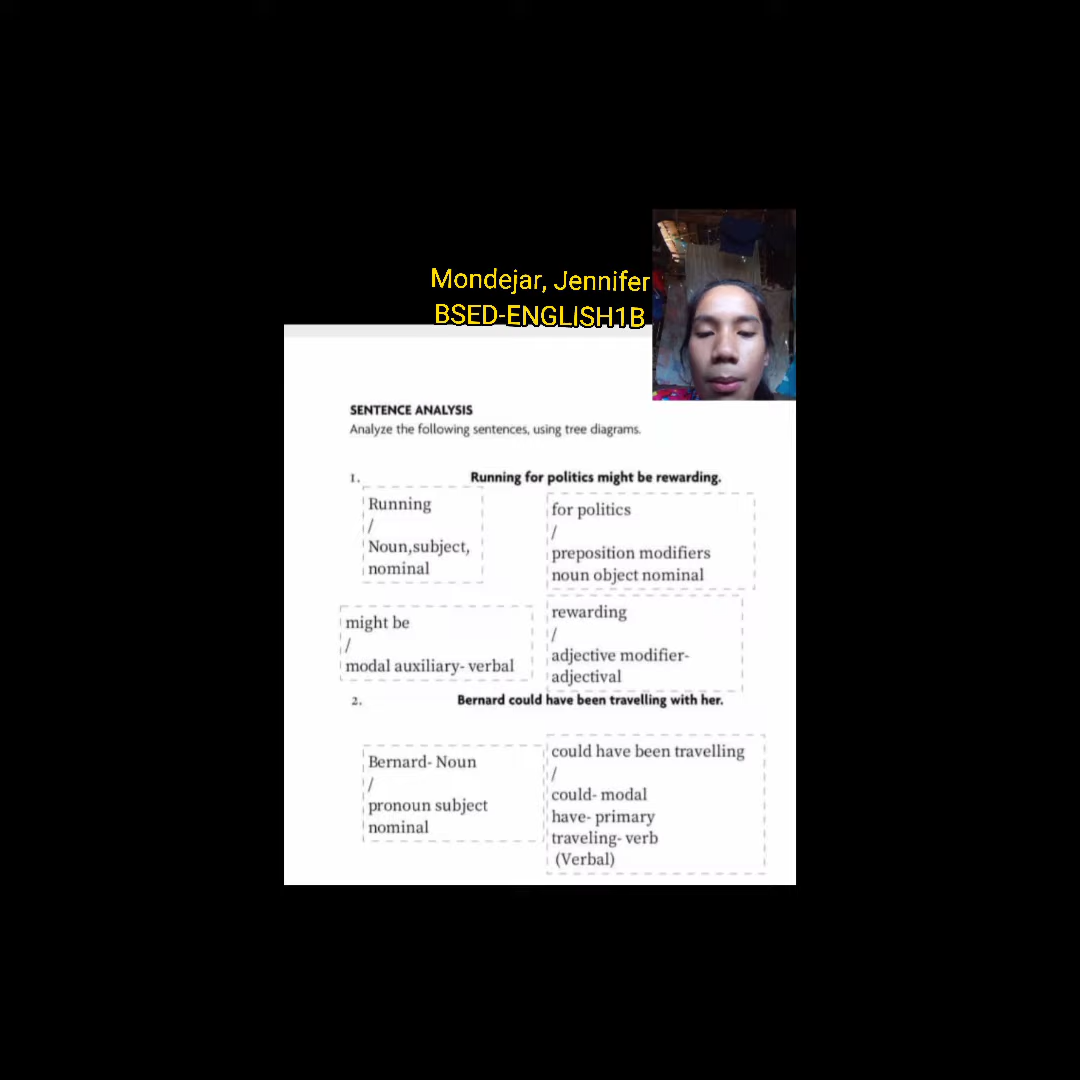 Mondejar, Jennifer
BSED-ENGLISH1B
SENTENCE ANALYSIS
Analyze the following sentences, using tree diagrams.
1. Running for politics might be rewarding.
Running
/
Noun,subject,
nominal
for politics
/
preposition modifiers
noun object nominal
might be
/
modal auxiliary- verbal
rewarding
/
adjective modifier-
adjectival
2. Bernard could have been travelling with her.
Bernard- Noun
/
pronoun subject
nominal
could have been travelling
/
could- modal
have- primary
traveling- verb
(Verbal)